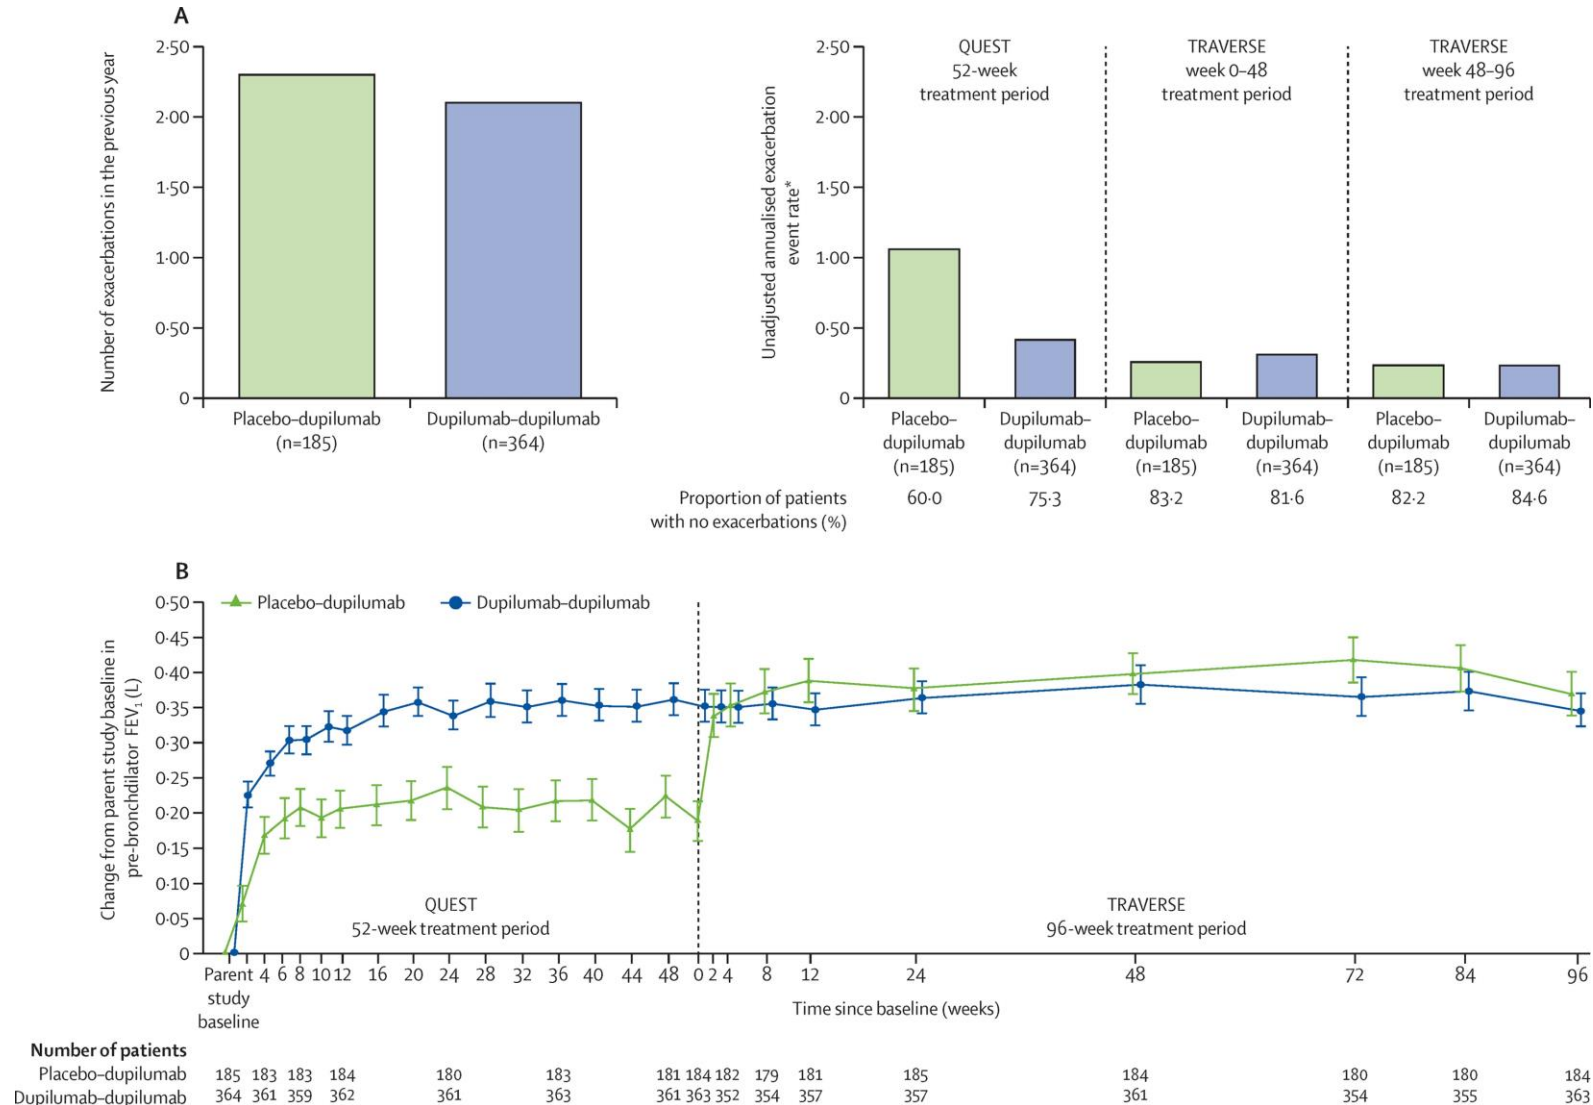 A
Number of exacerbations in the previous year
2·50
2·00
1·50
1·00
0·50
0
Placebo–dupilumab
(n=185)
Dupilumab–dupilumab
(n=364)
Unadjusted annualised exacerbation
event rate*
2·50
2·00
1·50
1·00
0·50
0
QUEST
52-week
treatment period
TRAVERSE
week 0–48
treatment period
TRAVERSE
week 48–96
treatment period
Placebo–
dupilumab
(n=185)
Dupilumab–
dupilumab
(n=364)
Placebo–
dupilumab
(n=185)
Dupilumab–
dupilumab
(n=364)
Placebo–
dupilumab
(n=185)
Dupilumab–
dupilumab
(n=364)
Proportion of patients
with no exacerbations (%)
60·0 75·3 83·2 81·6 82·2 84·6
B
Placebo–dupilumab
Dupilumab–dupilumab
Change from parent study baseline in
pre-bronchdilator FEV₁ (L)
0·50
0·45
0·40
0·35
0·30
0·25
0·20
0·15
0·10
0·05
0
QUEST
52-week treatment period
TRAVERSE
96-week treatment period
Parent
study
baseline
4 6 8 10 12 16 20 24 28 32 36 40 44 48 0 2 4 8 12 24 48 72 84 96
Time since baseline (weeks)
Number of patients
Placebo–dupilumab 185 183 183 184 180 183 181 184 182 179 181 185 184 180 180 184
Dupilumab–dupilumab 364 361 359 362 361 363 361 363 352 354 357 357 361 354 355 363